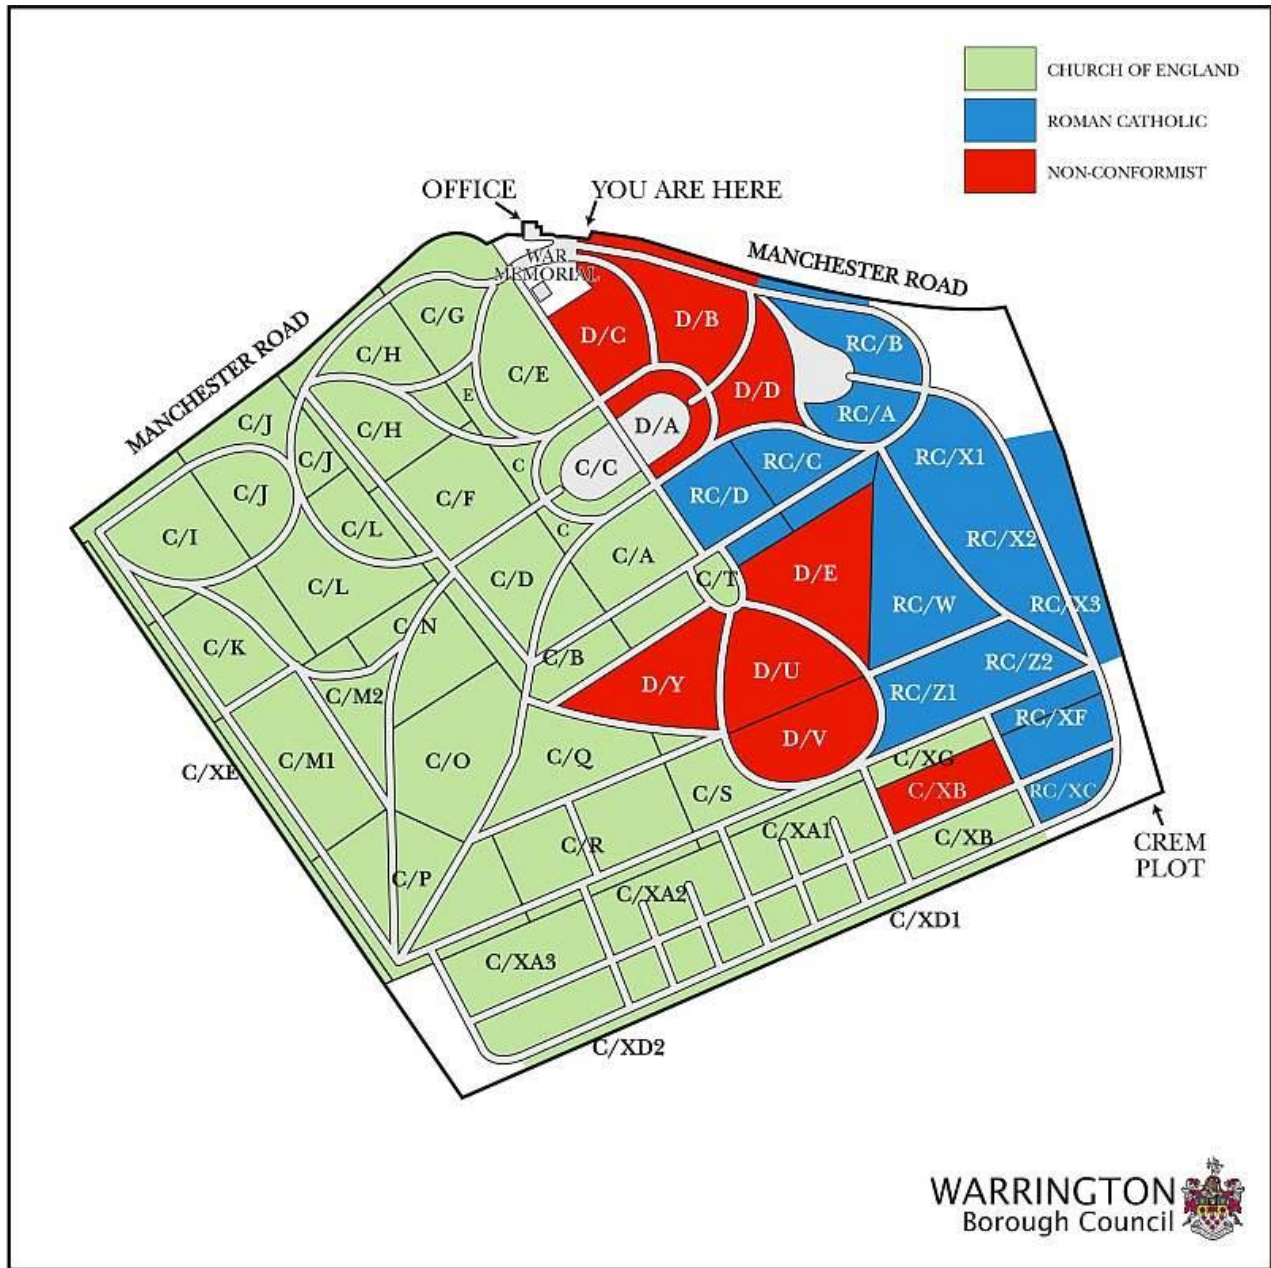 CHURCH OF ENGLAND
ROMAN CATHOLIC
NON-CONFORMIST
OFFICE
YOU ARE HERE
WAR
MEMORIAL
MANCHESTER ROAD
MANCHESTER ROAD
C/G
D/C
D/B
RC/B
C/H
C/E
E
D/D
RC/A
C/J
C/H
D/A
C/J
C
C/C
RC/C
RC/X1
C/J
C/F
RC/D
C/I
C/L
C
C/A
RC/X2
C/L
C/D
C/T
D/E
C/N
RC/W
RC/X3
C/K
C/B
D/Y
D/U
RC/Z2
C/M2
RC/Z1
RC/XF
C/XE
C/M1
C/O
C/Q
D/V
C/XG
C/S
C/XB
RC/XC
C/R
C/XA1
C/XB
CREM
PLOT
C/P
C/XA2
C/XD1
C/XA3
C/XD2
WARRINGTON
Borough Council